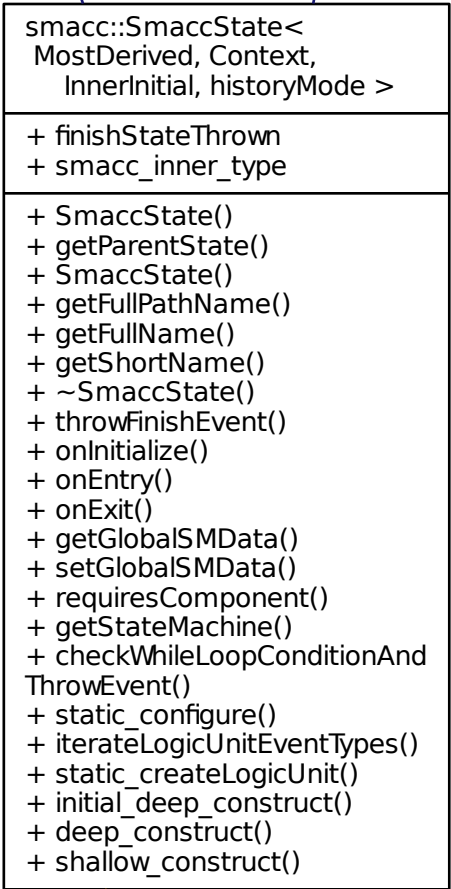 smacc::SmaccState<
MostDerived, Context,
InnerInitial, historyMode >
+ finishStateThrown
+ smacc_inner_type
+ SmaccState()
+ getParentState()
+ SmaccState()
+ getFullPathName()
+ getFullName()
+ getShortName()
+ ~SmaccState()
+ throwFinishEvent()
+ onInitialize()
+ onEntry()
+ onExit()
+ getGlobalSMData()
+ setGlobalSMData()
+ requiresComponent()
+ getStateMachine()
+ checkWhileLoopConditionAnd
ThrowEvent()
+ static_configure()
+ iterateLogicUnitEventTypes()
+ static_createLogicUnit()
+ initial_deep_construct()
+ deep_construct()
+ shallow_construct()